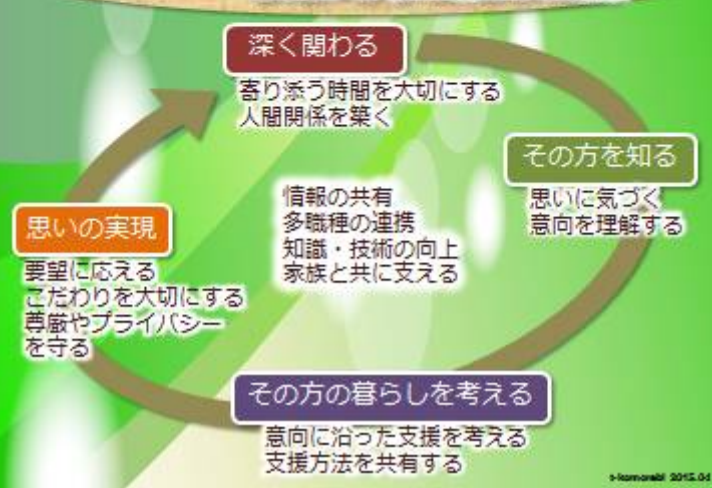 深く関わる
寄り添う時間を大切にする
人間関係を築く
その方を知る
思いに気づく
意向を理解する
情報の共有
多職種の連携
知識・技術の向上
家族と共に支える
思いの実現
要望に応える
こだわりを大切にする
尊厳やプライバシー
を守る
その方の暮らしを考える
意向に沿った支援を考える
支援方法を共有する
t-komorebi 2015.04